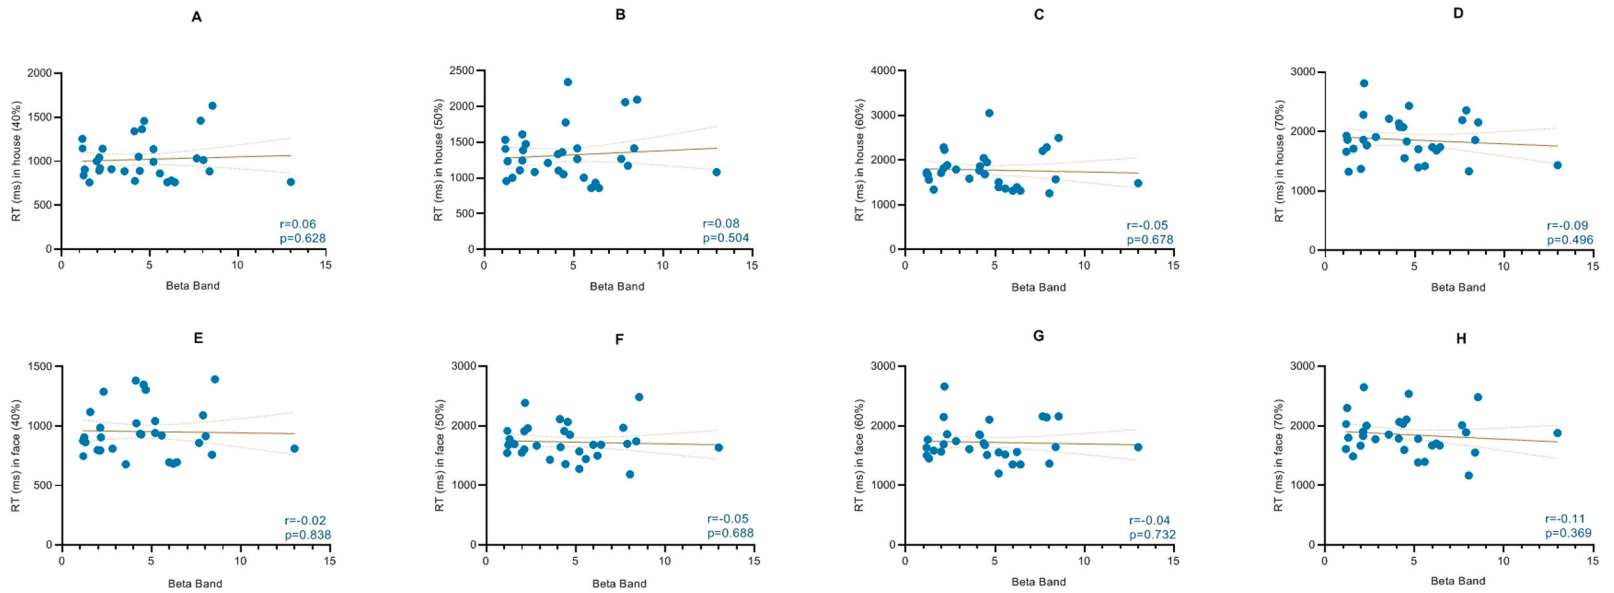 A
B
C
D
2000
1500
1000
500
0
RT (ms) in house (40%)
0 5 10 15
Beta Band
r=0.06
p=0.628
2500
2000
1500
1000
500
0
RT (ms) in house (50%)
0 5 10 15
Beta Band
r=0.08
p=0.504
4000
3000
2000
1000
0
RT (ms) in house (60%)
0 5 10 15
Beta Band
r=-0.05
p=0.678
3000
2000
1000
0
RT (ms) in house (70%)
0 5 10 15
Beta Band
r=-0.09
p=0.496
E
F
G
H
1500
1000
500
0
RT (ms) in face (40%)
0 5 10 15
Beta Band
r=-0.02
p=0.838
3000
2000
1000
0
RT (ms) in face (50%)
0 5 10 15
Beta Band
r=-0.05
p=0.688
3000
2000
1000
0
RT (ms) in face (60%)
0 5 10 15
Beta Band
r=-0.04
p=0.732
3000
2000
1000
0
RT (ms) in face (70%)
0 5 10 15
Beta Band
r=-0.11
p=0.369